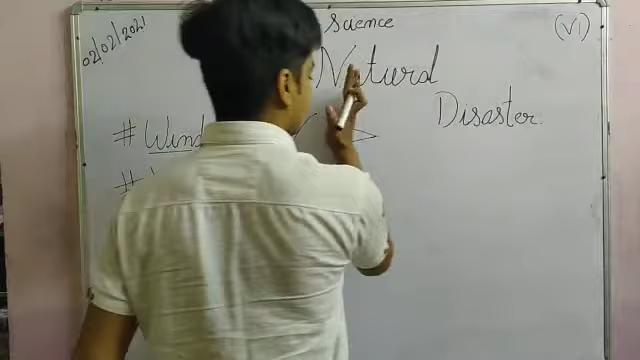 02/02/2021
Science
(VI)
Natural
Disaster.
# Wind
#